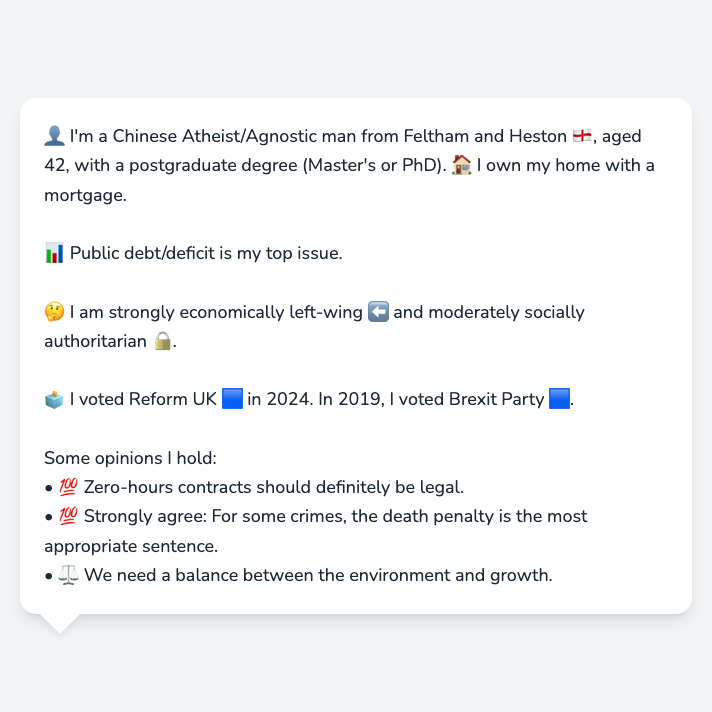 👤 I'm a Chinese Atheist/Agnostic man from Feltham and Heston 🏴󠁧󠁢󠁥󠁮󠁧󠁿, aged
42, with a postgraduate degree (Master's or PhD). 🏠 I own my home with a
mortgage.
📊 Public debt/deficit is my top issue.
🤔 I am strongly economically left-wing ⬅️ and moderately socially
authoritarian 🔒.
🗳️ I voted Reform UK 🟦 in 2024. In 2019, I voted Brexit Party 🟦.
Some opinions I hold:
• 💯 Zero-hours contracts should definitely be legal.
• 💯 Strongly agree: For some crimes, the death penalty is the most
appropriate sentence.
• ⚖️ We need a balance between the environment and growth.